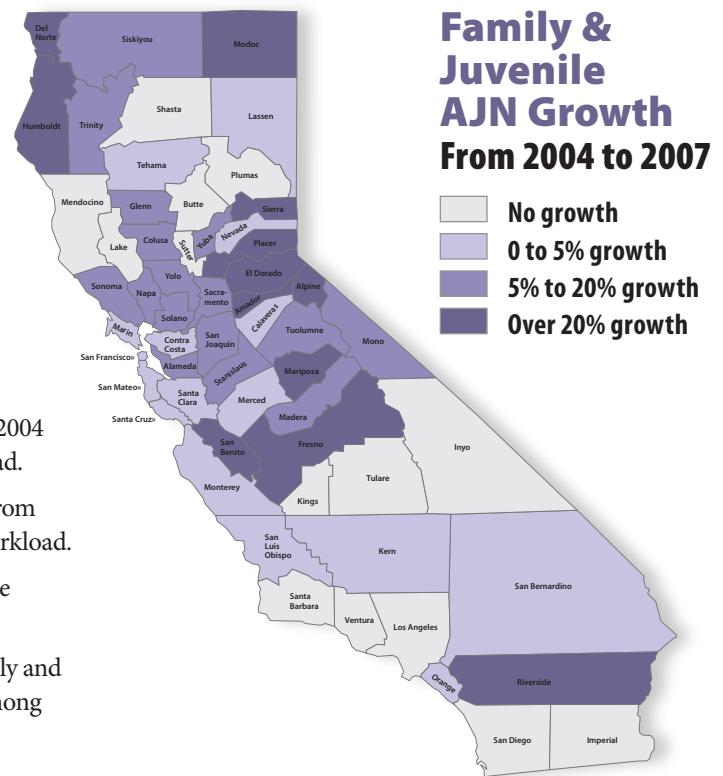 Family &
Juvenile
AJN Growth
From 2004 to 2007
No growth
0 to 5% growth
5% to 20% growth
Over 20% growth
Del
Norte
Siskiyou
Modoc
Humboldt
Trinity
Shasta
Lassen
Tehama
Plumas
Mendocino
Glenn
Butte
Sierra
Lake
Colusa
Sutter
Yuba
Nevada
Placer
Sonoma
Napa
Yolo
El Dorado
Sacra-
mento
Amador
Alpine
Solano
Marin
Contra
Costa
San
Joaquin
Calaveras
Tuolumne
Mono
San Francisco»
Alameda
Stanislaus
Mariposa
San Mateo»
Santa
Clara
Merced
Madera
Santa Cruz»
San
Benito
Fresno
Inyo
Monterey
Kings
Tulare
San
Luis
Obispo
Kern
San Bernardino
Santa
Barbara
Ventura
Los Angeles
Orange
Riverside
San Diego
Imperial
2004
ad.
rom
rkload.
e
ly and
nong